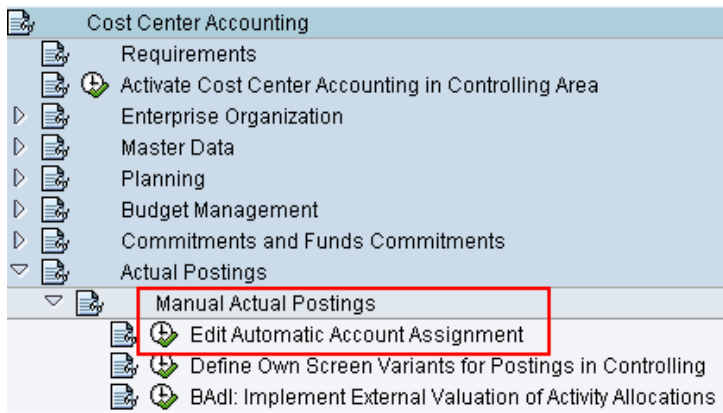 Cost Center Accounting
Requirements
Activate Cost Center Accounting in Controlling Area
Enterprise Organization
Master Data
Planning
Budget Management
Commitments and Funds Commitments
Actual Postings
Manual Actual Postings
Edit Automatic Account Assignment
Define Own Screen Variants for Postings in Controlling
BAdI: Implement External Valuation of Activity Allocations